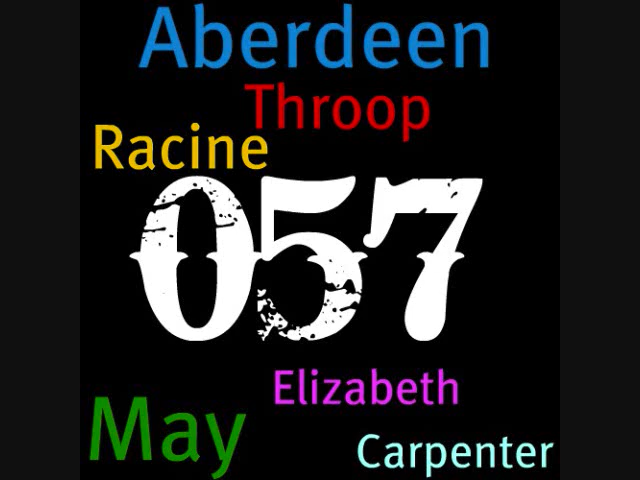 Aberdeen
Throop
Racine
057
Elizabeth
May
Carpenter